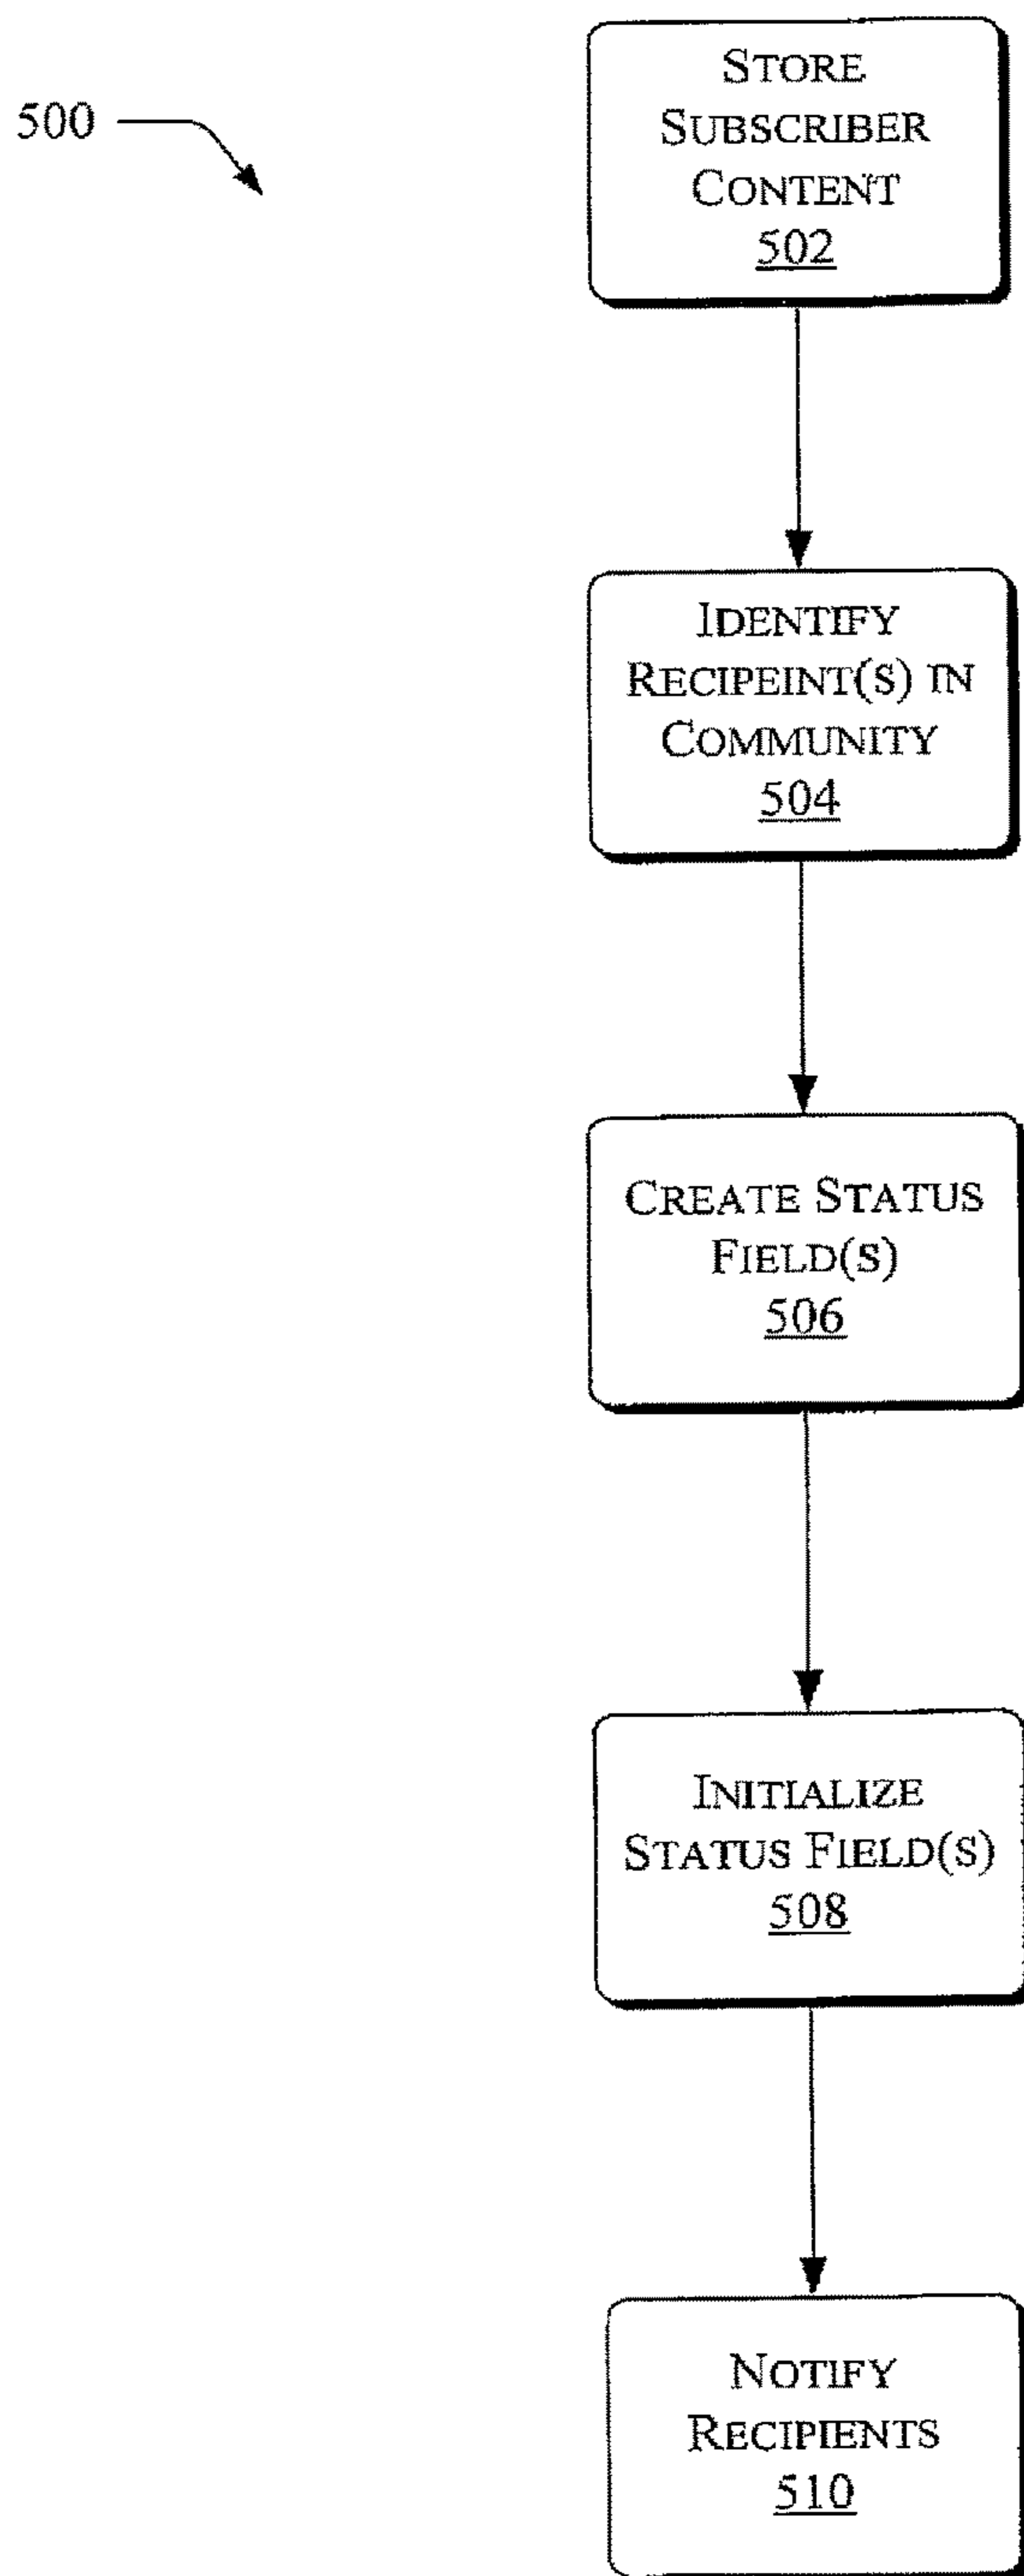 500
STORE
SUBSCRIBER
CONTENT
502
IDENTIFY
RECIPEINT(S) IN
COMMUNITY
504
CREATE STATUS
FIELD(S)
506
INITIALIZE
STATUS FIELD(S)
508
NOTIFY
RECIPIENTS
510